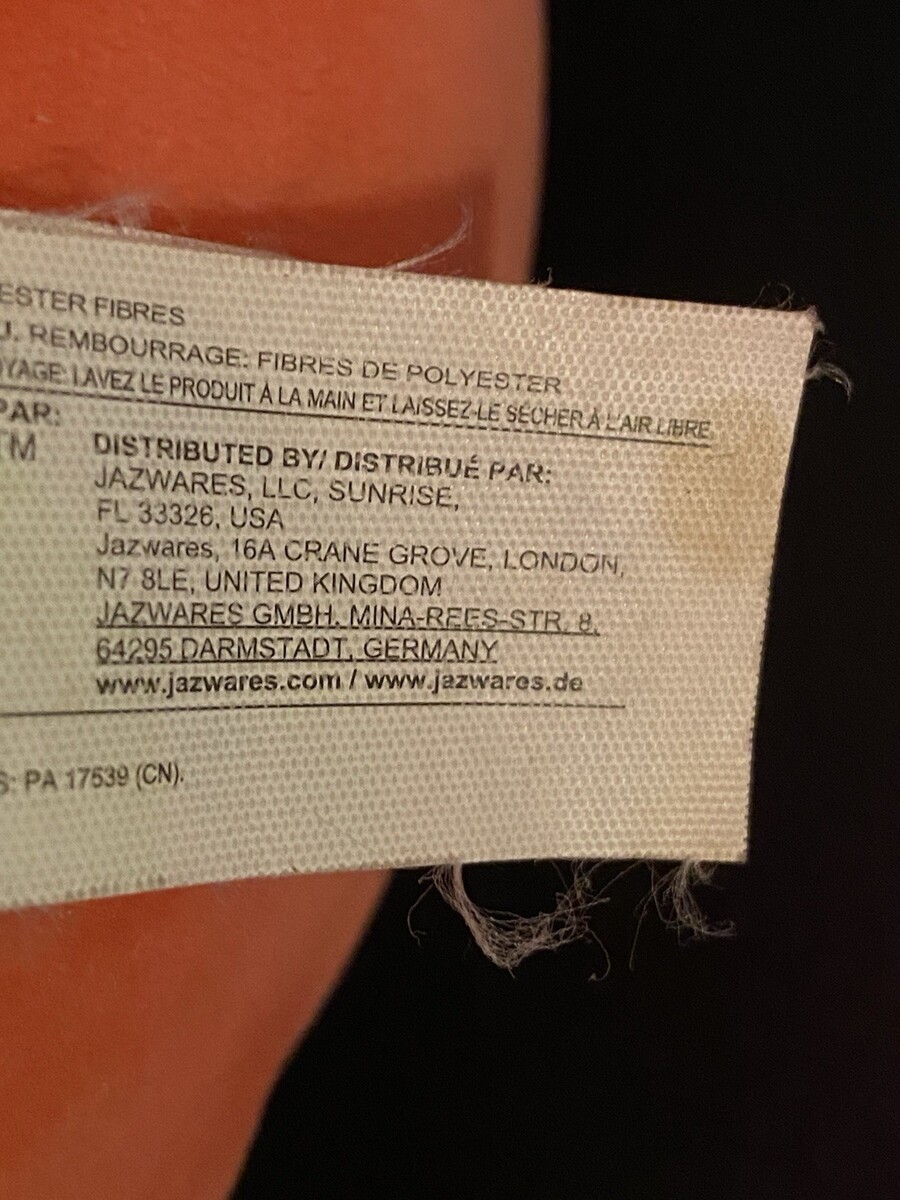 ESTER FIBRES
U. REMBOURRAGE: FIBRES DE POLYESTER
OYAGE: LAVEZ LE PRODUIT À LA MAIN ET LAISSEZ-LE SÉCHER À L'AIR LIBRE
PAR:
TM
DISTRIBUTED BY/ DISTRIBUÉ PAR:
JAZWARES, LLC, SUNRISE,
FL 33326, USA
Jazwares, 16A CRANE GROVE, LONDON,
N7 8LE, UNITED KINGDOM
JAZWARES GMBH. MINA-REES-STR. 8,
64295 DARMSTADT, GERMANY
www.jazwares.com / www.jazwares.de
S: PA 17539 (CN).